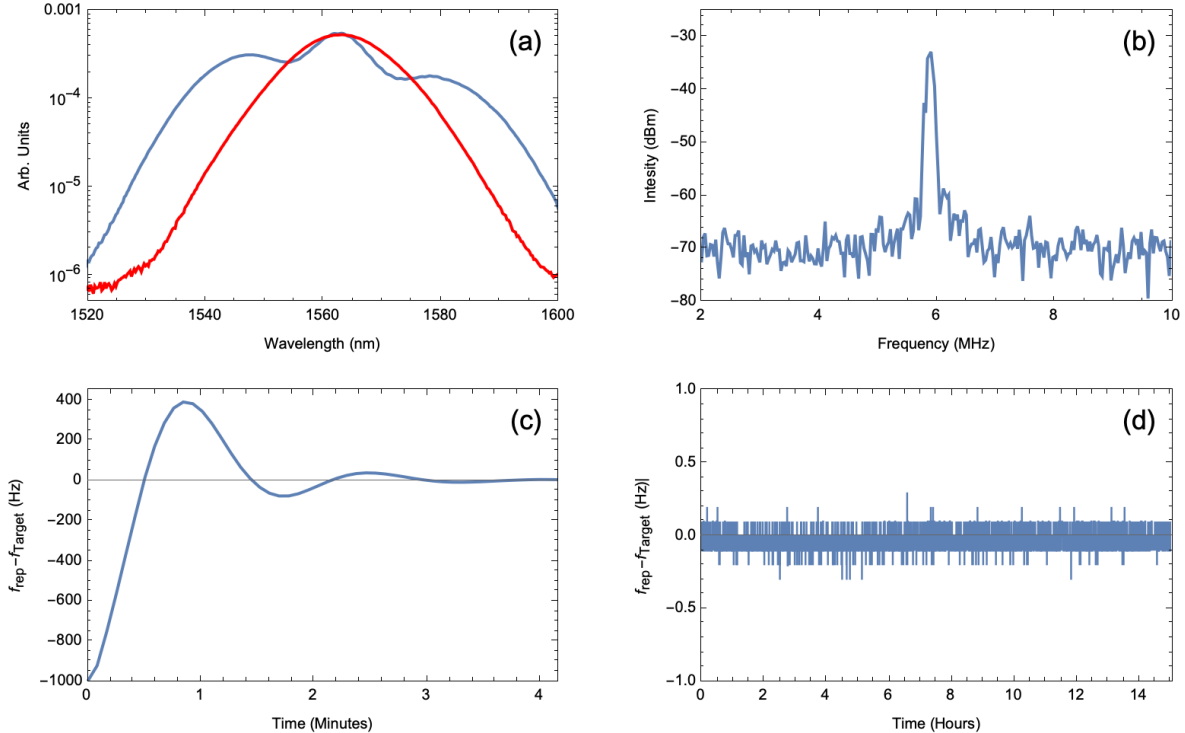 (a)
0.001
10⁻⁴
10⁻⁵
10⁻⁶
Arb. Units
1520 1540 1560 1580 1600
Wavelength (nm)
(b)
−30
−40
−50
−60
−70
−80
Intesity (dBm)
2 4 6 8 10
Frequency (MHz)
(c)
400
200
0
−200
−400
−600
−800
−1000
f_rep−f_Target (Hz)
0 1 2 3 4
Time (Minutes)
(d)
1.0
0.5
0.0
−0.5
−1.0
f_rep−f_Target (Hz)|
0 2 4 6 8 10 12 14
Time (Hours)